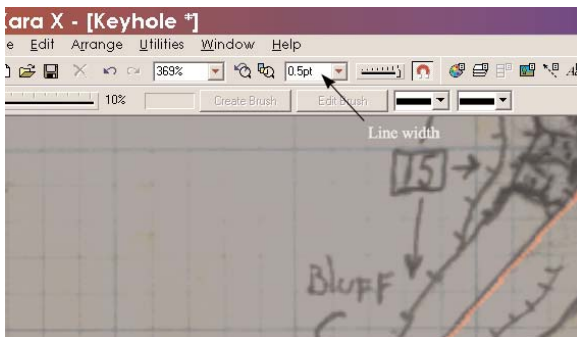 Xara X - [Keyhole *]
e Edit Arrange Utilities Window Help
369% 0.5pt
10% Create Brush Edit Brush
Line width
15
Bluff